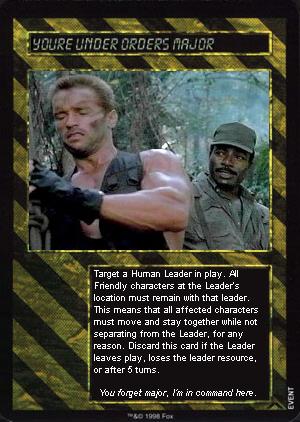 YOURE UNDER ORDERS MAJOR
Target a Human Leader in play. All
Friendly characters at the Leader's
location must remain with that leader.
This means that all affected characters
must move and stay together while not
separating from the Leader, for any
reason. Discard this card if the Leader
leaves play, loses the leader resource,
or after 5 turns.
You forget major, I'm in command here.
EVENT
™&© 1998 Fox